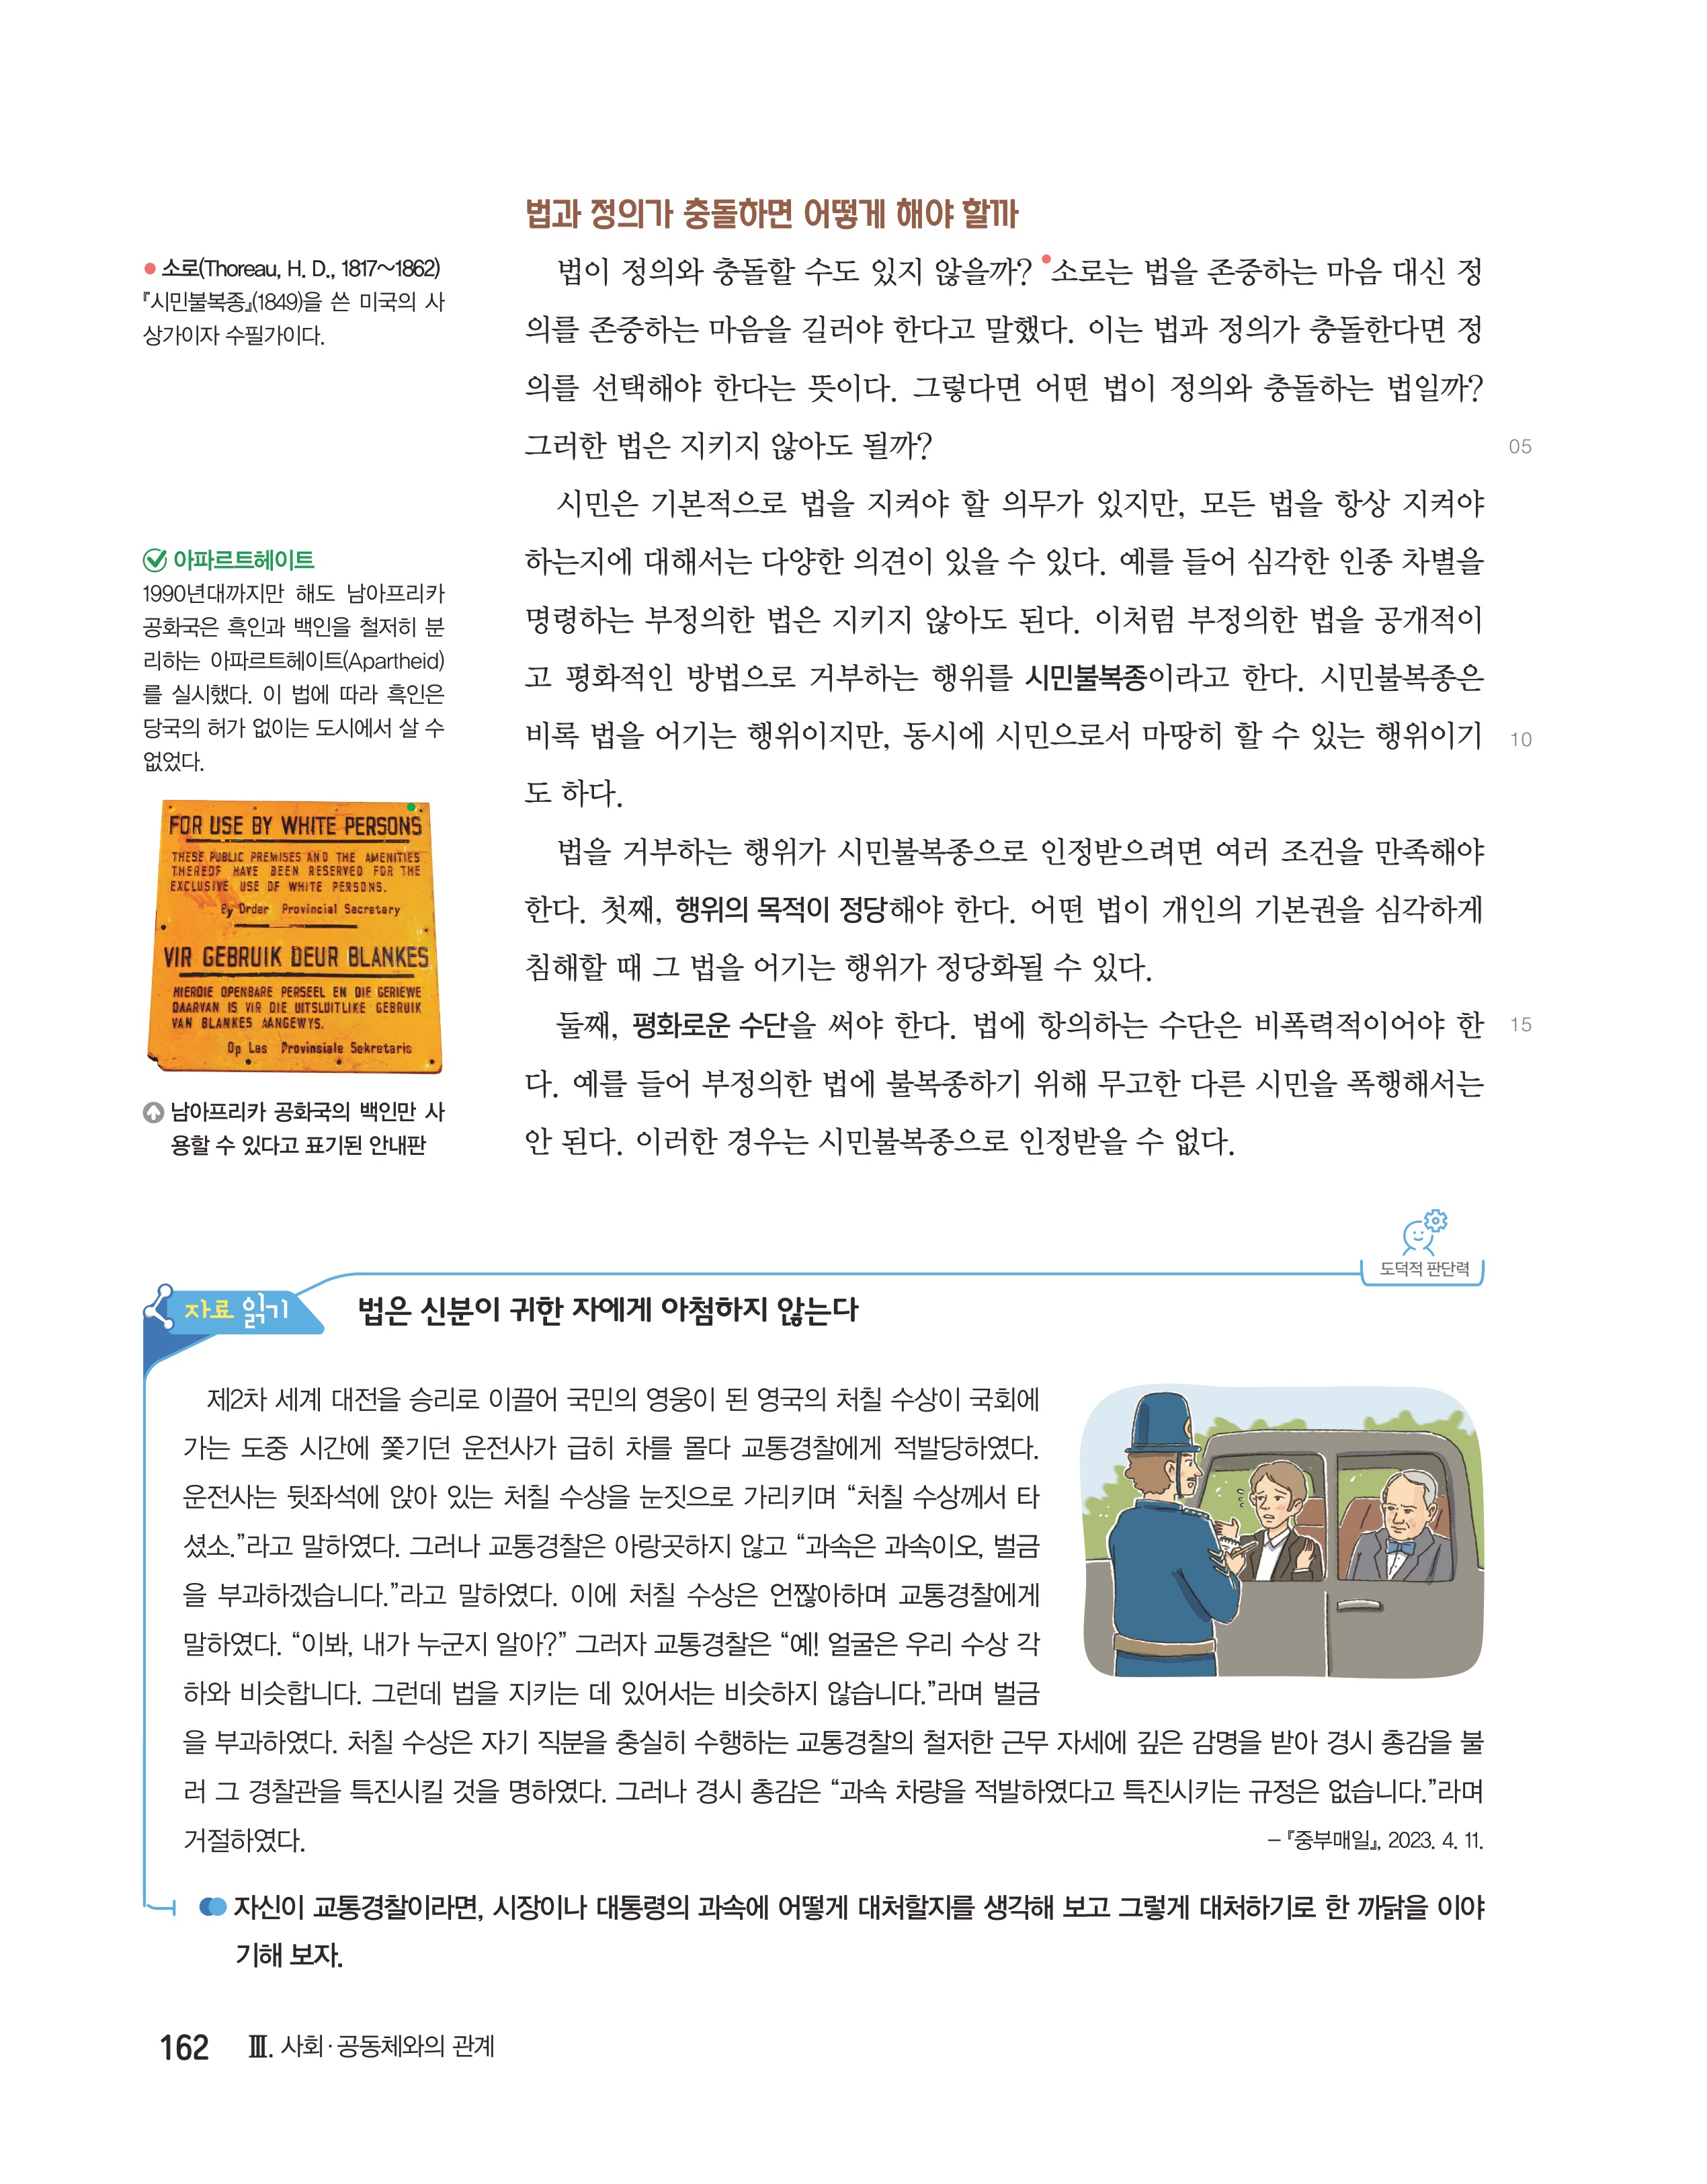 법과 정의가 충돌하면 어떻게 해야 할까
법이 정의와 충돌할 수도 있지 않을까? 소로는 법을 존중하는 마음 대신 정
의를 존중하는 마음을 길러야 한다고 말했다. 이는 법과 정의가 충돌한다면 정
의를 선택해야 한다는 뜻이다. 그렇다면 어떤 법이 정의와 충돌하는 법일까?
그러한 법은 지키지 않아도 될까?
05
시민은 기본적으로 법을 지켜야 할 의무가 있지만, 모든 법을 항상 지켜야
하는지에 대해서는 다양한 의견이 있을 수 있다. 예를 들어 심각한 인종 차별을
명령하는 부정의한 법은 지키지 않아도 된다. 이처럼 부정의한 법을 공개적이
고 평화적인 방법으로 거부하는 행위를 시민불복종이라고 한다. 시민불복종은
비록 법을 어기는 행위이지만, 동시에 시민으로서 마땅히 할 수 있는 행위이기
10
도 하다.
법을 거부하는 행위가 시민불복종으로 인정받으려면 여러 조건을 만족해야
한다. 첫째, 행위의 목적이 정당해야 한다. 어떤 법이 개인의 기본권을 심각하게
침해할 때 그 법을 어기는 행위가 정당화될 수 있다.
둘째, 평화로운 수단을 써야 한다. 법에 항의하는 수단은 비폭력적이어야 한
15
다. 예를 들어 부정의한 법에 불복종하기 위해 무고한 다른 시민을 폭행해서는
안 된다. 이러한 경우는 시민불복종으로 인정받을 수 없다.
소로(Thoreau, H. D., 1817~1862)
『시민불복종』(1849)을 쓴 미국의 사
상가이자 수필가이다.
아파르트헤이트
1990년대까지만 해도 남아프리카
공화국은 흑인과 백인을 철저히 분
리하는 아파르트헤이트(Apartheid)
를 실시했다. 이 법에 따라 흑인은
당국의 허가 없이는 도시에서 살 수
없었다.
FOR USE BY WHITE PERSONS
THESE PUBLIC PREMISES AND THE AMENITIES
THEREOF HAVE BEEN RESERVED FOR THE
EXCLUSIVE USE OF WHITE PERSONS.
By Order Provincial Secretary
VIR GEBRUIK DEUR BLANKES
HIERDIE OPENBARE PERSEEL EN DIE GERIEWE
DAARVAN IS VIR DIE UITSLUITLIKE GEBRUIK
VAN BLANKES AANGEWYS.
Op Las Provinsiale Sekretaris
남아프리카 공화국의 백인만 사
용할 수 있다고 표기된 안내판
도덕적 판단력
자료 읽기
법은 신분이 귀한 자에게 아첨하지 않는다
제2차 세계 대전을 승리로 이끌어 국민의 영웅이 된 영국의 처칠 수상이 국회에
가는 도중 시간에 쫓기던 운전사가 급히 차를 몰다 교통경찰에게 적발당하였다.
운전사는 뒷좌석에 앉아 있는 처칠 수상을 눈짓으로 가리키며 “처칠 수상께서 타
셨소.”라고 말하였다. 그러나 교통경찰은 아랑곳하지 않고 “과속은 과속이오, 벌금
을 부과하겠습니다.”라고 말하였다. 이에 처칠 수상은 언짢아하며 교통경찰에게
말하였다. “이봐, 내가 누군지 알아?” 그러자 교통경찰은 “예! 얼굴은 우리 수상 각
하와 비슷합니다. 그런데 법을 지키는 데 있어서는 비슷하지 않습니다.”라며 벌금
을 부과하였다. 처칠 수상은 자기 직분을 충실히 수행하는 교통경찰의 철저한 근무 자세에 깊은 감명을 받아 경시 총감을 불
러 그 경찰관을 특진시킬 것을 명하였다. 그러나 경시 총감은 “과속 차량을 적발하였다고 특진시키는 규정은 없습니다.”라며
거절하였다.
– 『중부매일』, 2023. 4. 11.
자신이 교통경찰이라면, 시장이나 대통령의 과속에 어떻게 대처할지를 생각해 보고 그렇게 대처하기로 한 까닭을 이야
기해 보자.
162 Ⅲ. 사회·공동체와의 관계